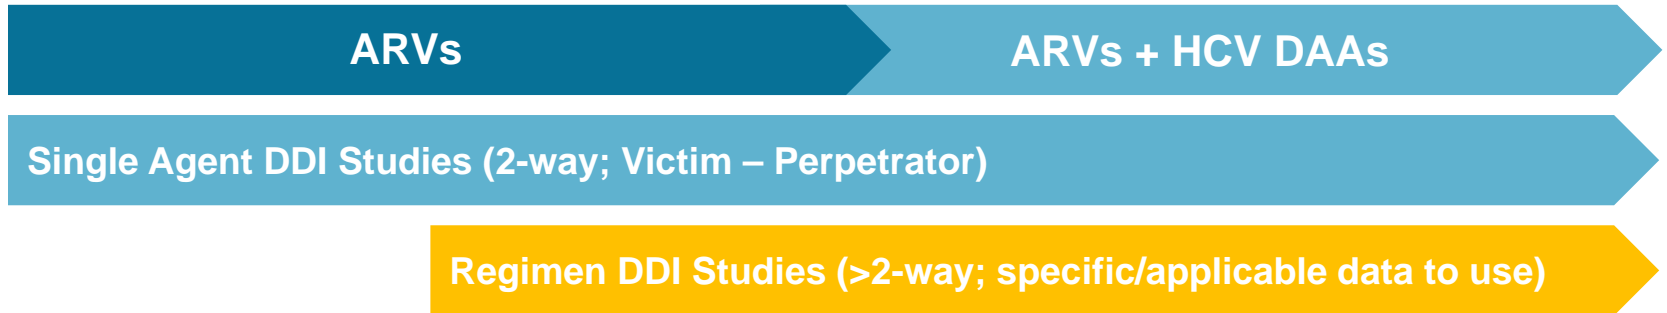 ARVs
ARVs + HCV DAAs
Single Agent DDI Studies (2-way; Victim – Perpetrator)
Regimen DDI Studies (>2-way; specific/applicable data to use)